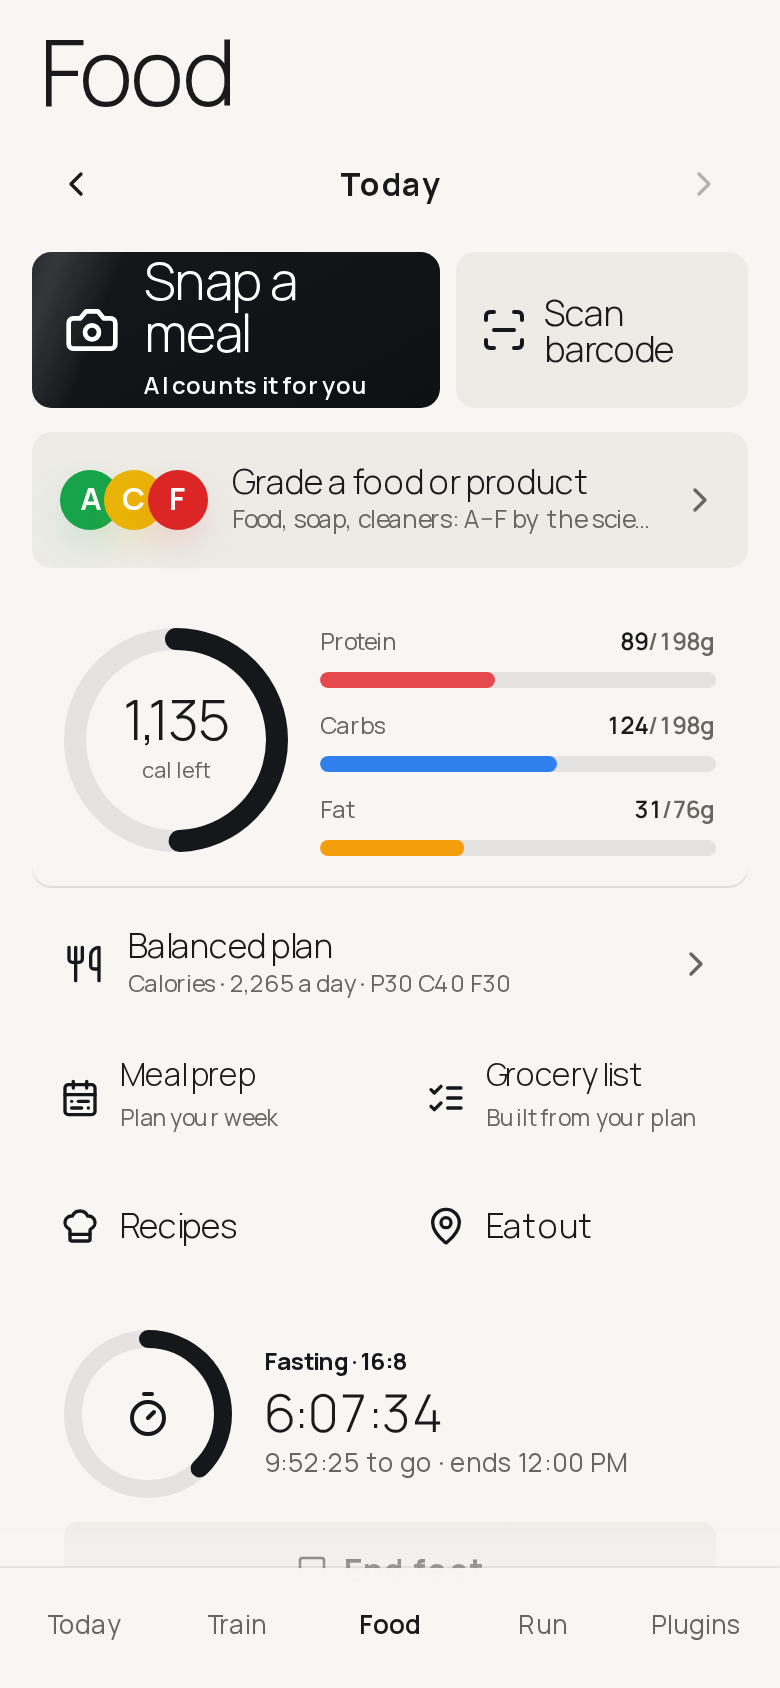 Food
Today
Snap a
meal
AI counts it for you
Scan
barcode
A C F
Grade a food or product
Food, soap, cleaners: A–F by the scie...
1,135
cal left
Protein 89/198g
Carbs 124/198g
Fat 31/76g
Balanced plan
Calories · 2,265 a day · P30 C40 F30
Meal prep
Plan your week
Grocery list
Built from your plan
Recipes
Eat out
Fasting · 16:8
6:07:34
9:52:25 to go · ends 12:00 PM
End fast
Today Train Food Run Plugins